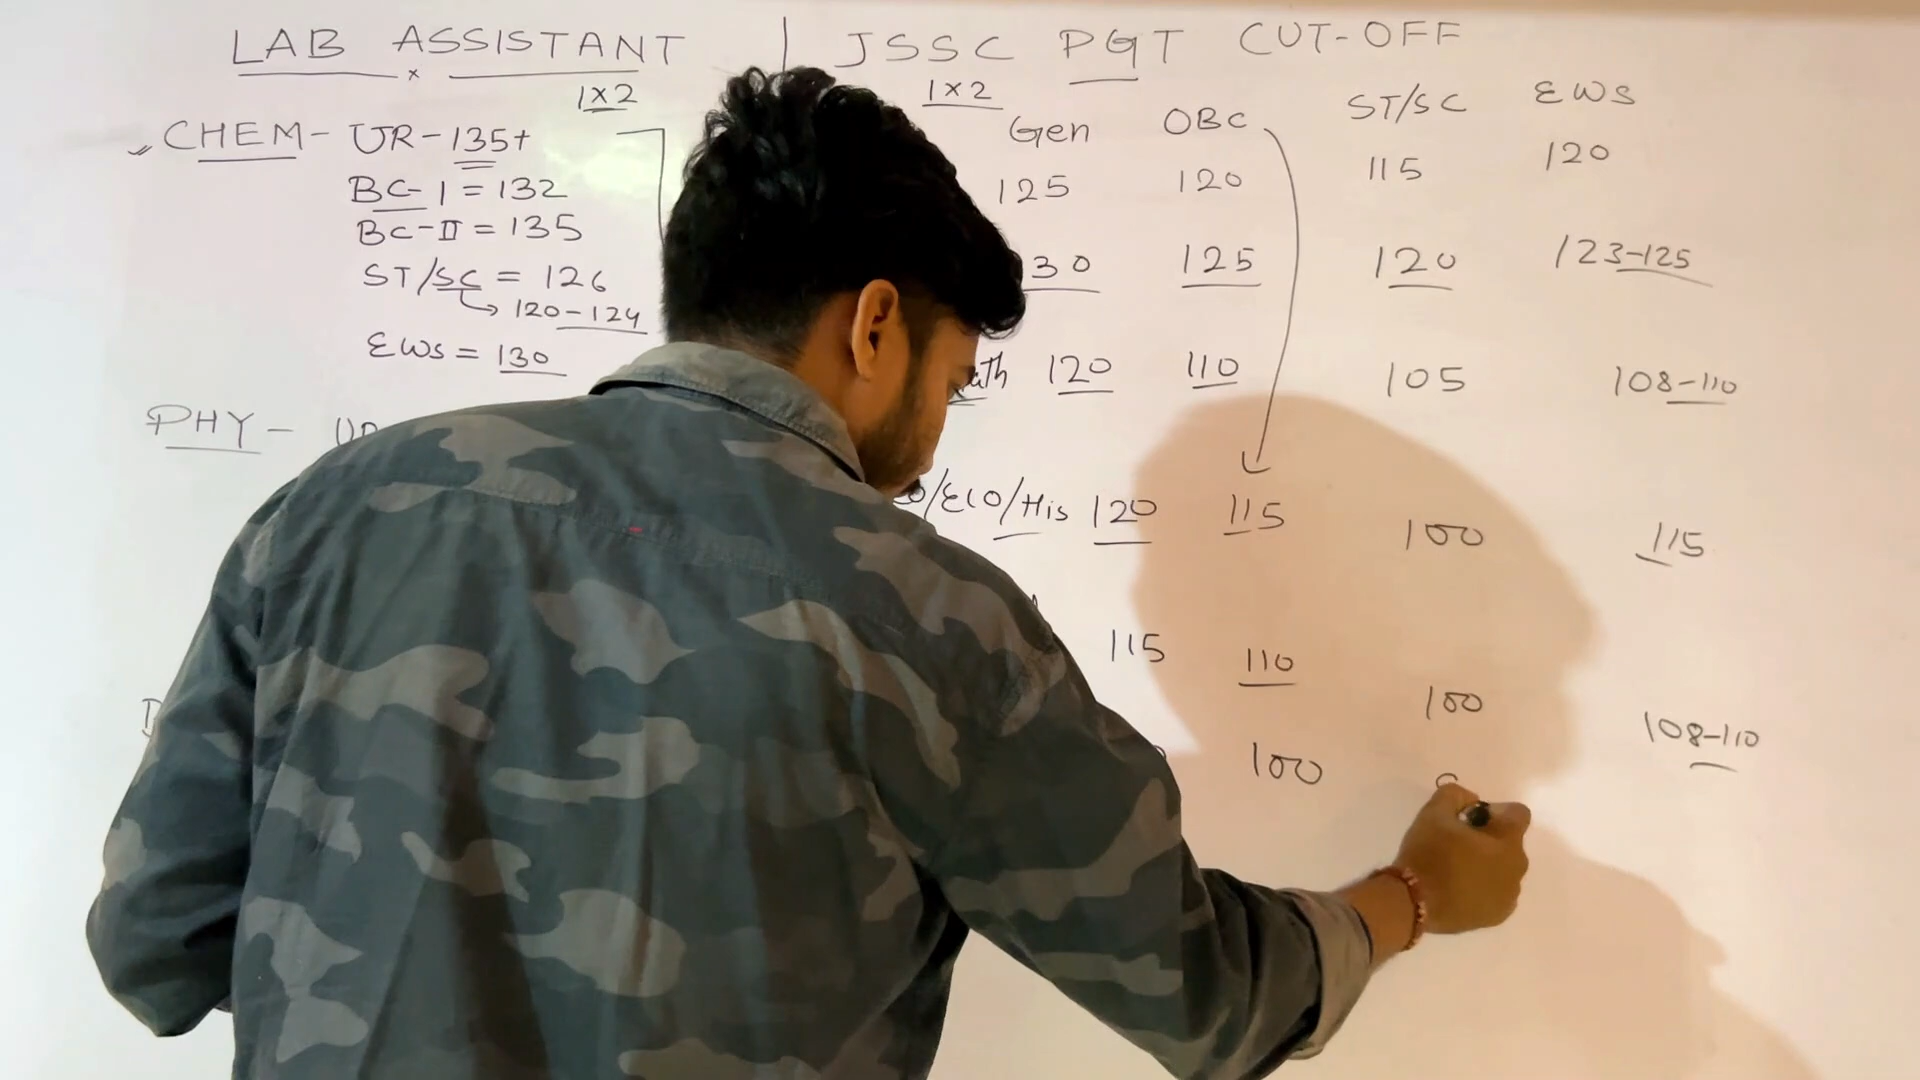 LAB ASSISTANT | JSSC PGT CUT-OFF
1x2 1x2
CHEM- UR-135+
BC-I = 132
BC-II = 135
ST/SC = 126
120-124
EWS = 130
PHY -
Gen OBC ST/SC EWS
125 120 115 120
30 125 120 123-125
ath 120 110 105 108-110
/ECO/His 120 115 100 115
115 110 100 108-110
100